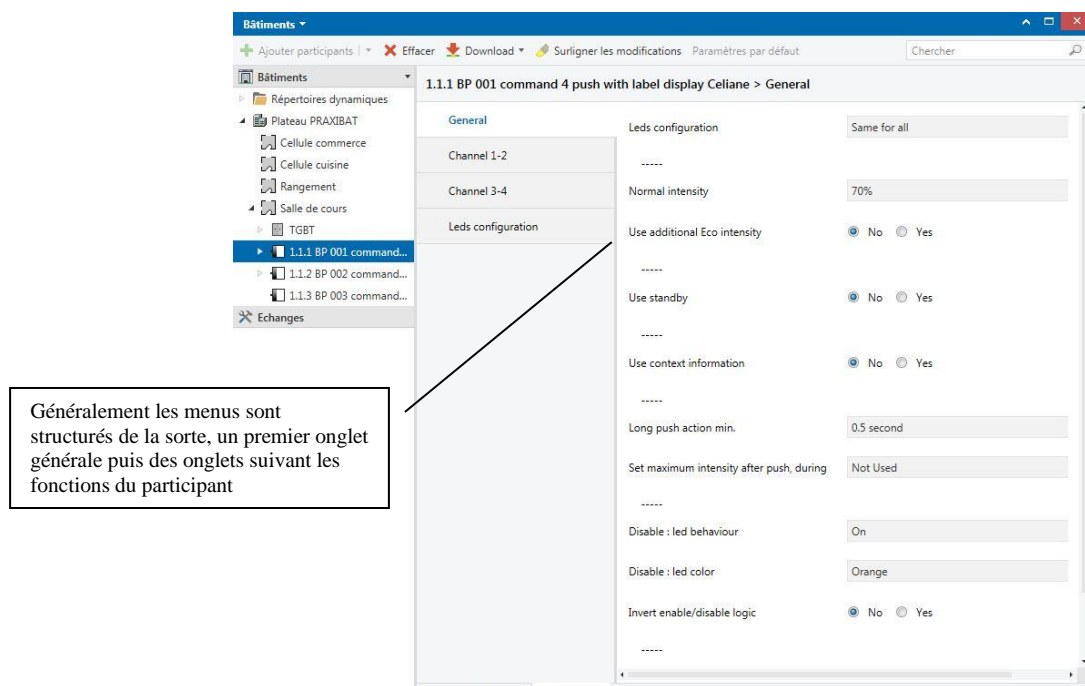 Bâtiments
Ajouter participants Effacer Download Surligner les modifications Paramètres par défaut Chercher
Bâtiments
Répertoires dynamiques
Plateau PRAXIBAT
Cellule commerce
Cellule cuisine
Rangement
Salle de cours
TGBT
1.1.1 BP 001 command...
1.1.2 BP 002 command...
1.1.3 BP 003 command...
Echanges
1.1.1 BP 001 command 4 push with label display Celiane > General
General
Channel 1-2
Channel 3-4
Leds configuration
Leds configuration Same for all
-----
Normal intensity 70%
Use additional Eco intensity No Yes
-----
Use standby No Yes
-----
Use context information No Yes
-----
Long push action min. 0.5 second
Set maximum intensity after push, during Not Used
-----
Disable : led behaviour On
Disable : led color Orange
Invert enable/disable logic No Yes
-----
Généralement les menus sont
structurés de la sorte, un premier onglet
générale puis des onglets suivant les
fonctions du participant